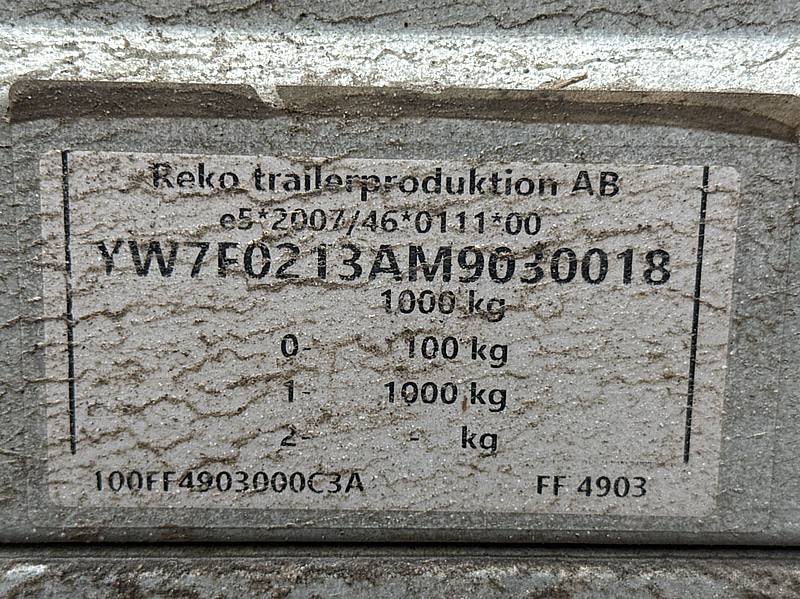 Reko trailerproduktion AB
e5*2007/46*0111*00
YW7F0213AM9030018
1000 kg
0- 100 kg
1- 1000 kg
2- - kg
100FF4903000C3A FF 4903